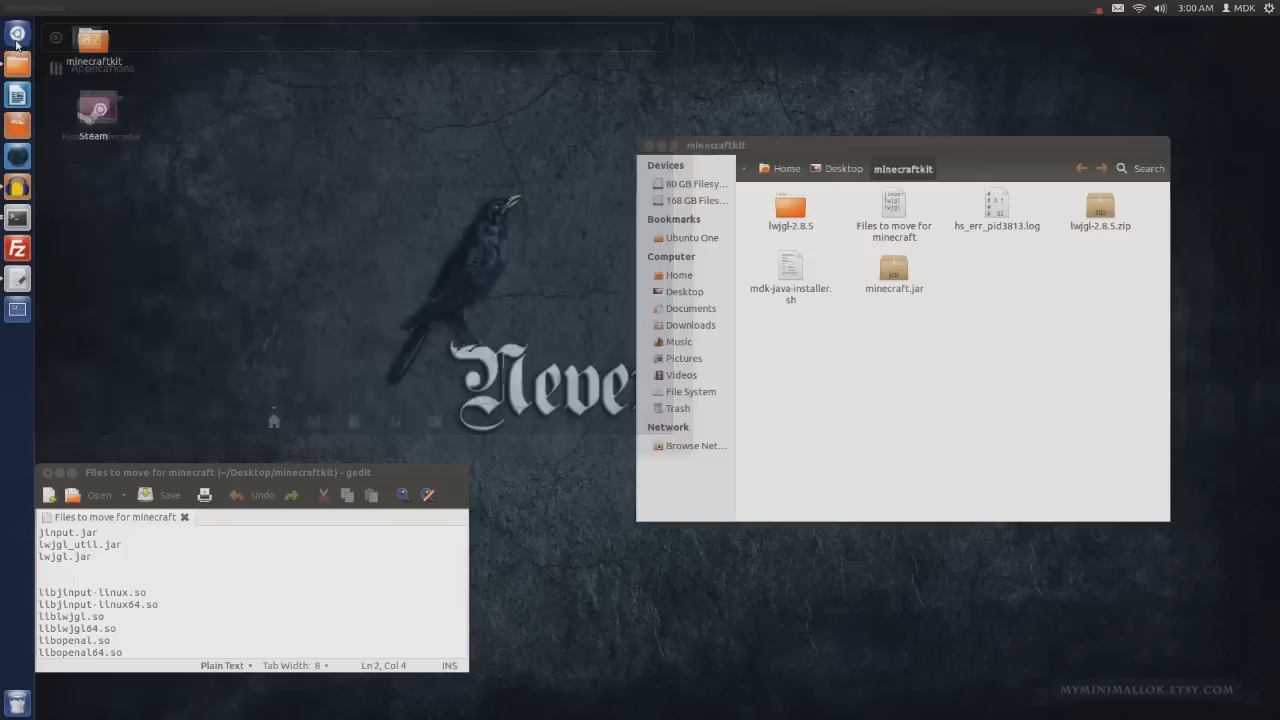 3:00 AM
MDK
minecraftkit
Applications
Steam
minecraftkit
Devices
80 GB Filesy...
168 GB Files...
Bookmarks
Ubuntu One
Computer
Home
Desktop
Documents
Downloads
Music
Pictures
Videos
File System
Trash
Network
Browse Net...
Home
Desktop
minecraftkit
Search
lwjgl-2.8.5
Files to move for
minecraft
hs_err_pid3813.log
lwjgl-2.8.5.zip
mdk-java-installer.
sh
minecraft.jar
Neve
Files to move for minecraft (~/Desktop/minecraftkit) - gedit
Open
Save
Undo
Files to move for minecraft
jinput.jar
lwjgl_util.jar
lwjgl.jar
libjinput-linux.so
libjinput-linux64.so
liblwjgl.so
liblwjgl64.so
libopenal.so
libopenal64.so
Plain Text
Tab Width: 8
Ln 2, Col 4
INS
MYMINIMALLOK.ETSY.COM